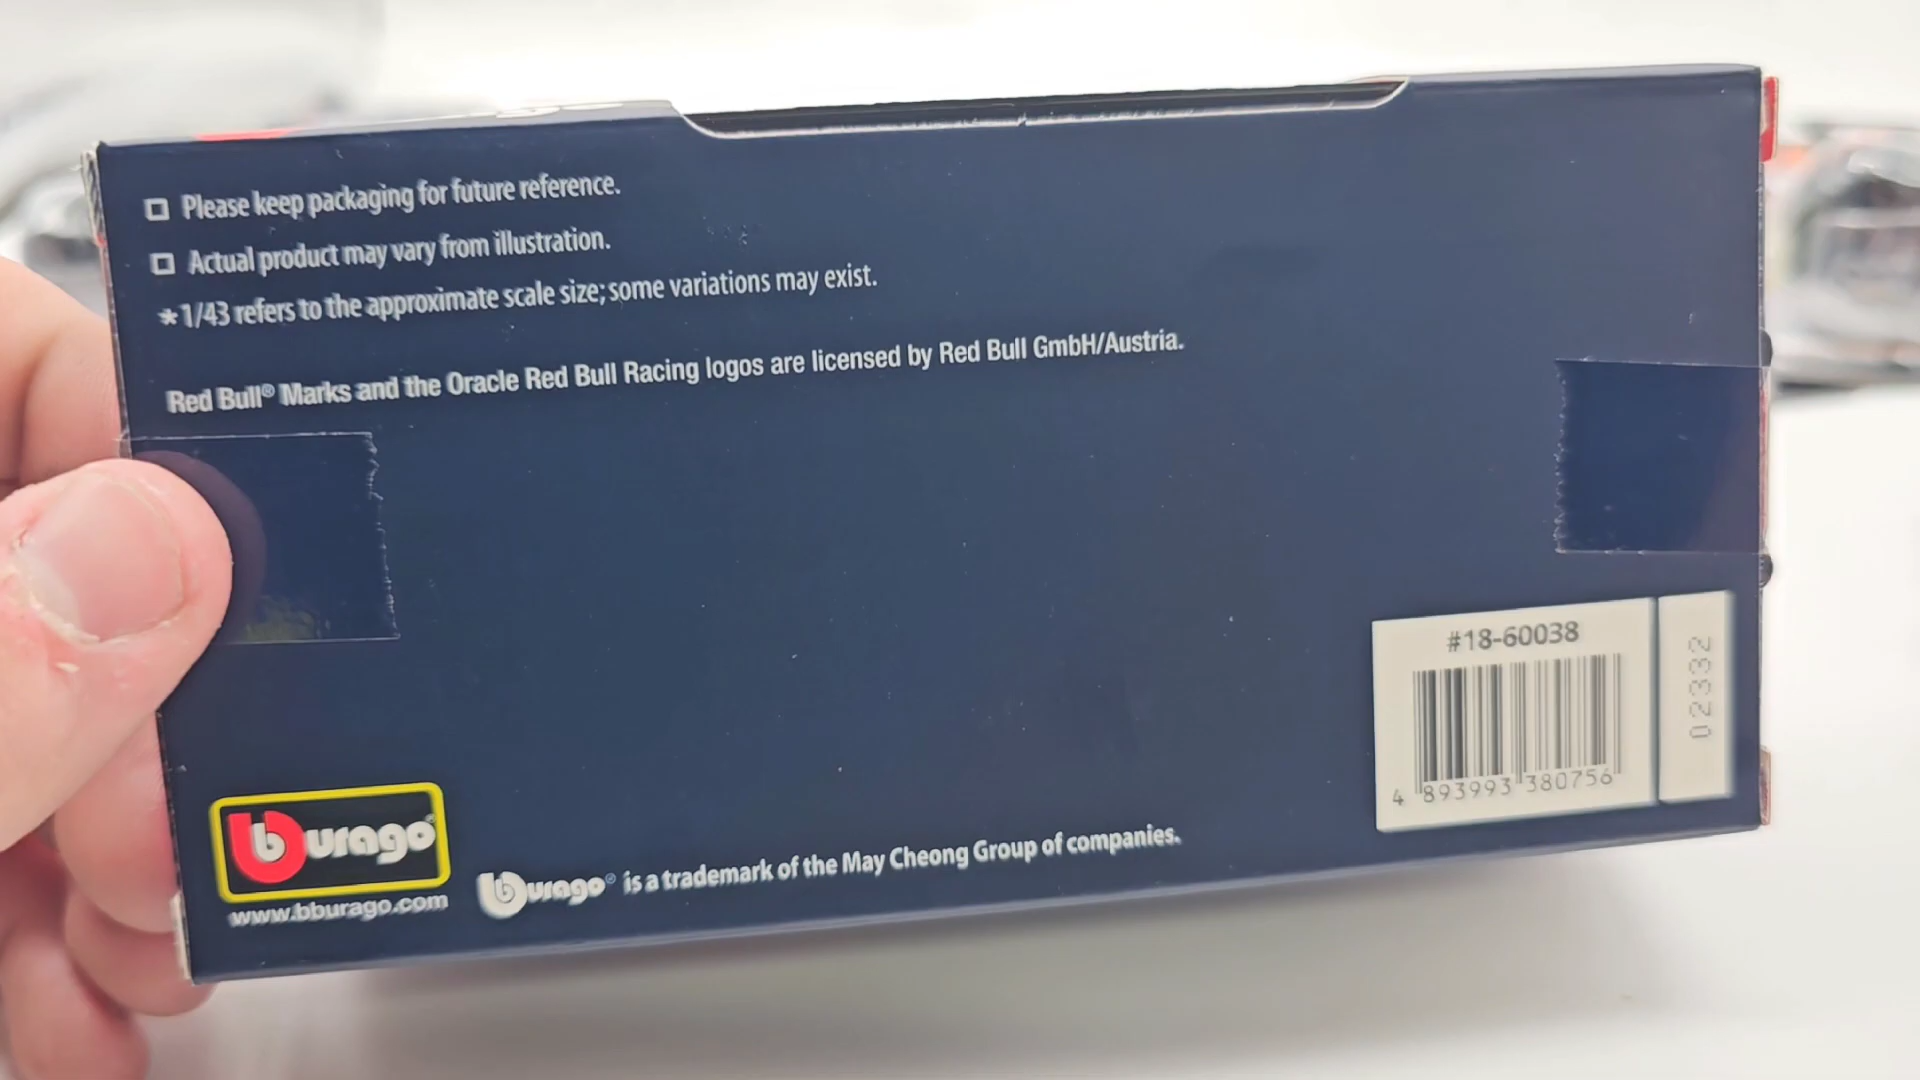 Please keep packaging for future reference.
Actual product may vary from illustration.
*1/43 refers to the approximate scale size; some variations may exist.
Red Bull® Marks and the Oracle Red Bull Racing logos are licensed by Red Bull GmbH/Austria.
#18-60038
02332
4 893993 380756
bburago®
www.bburago.com
bburago® is a trademark of the May Cheong Group of companies.